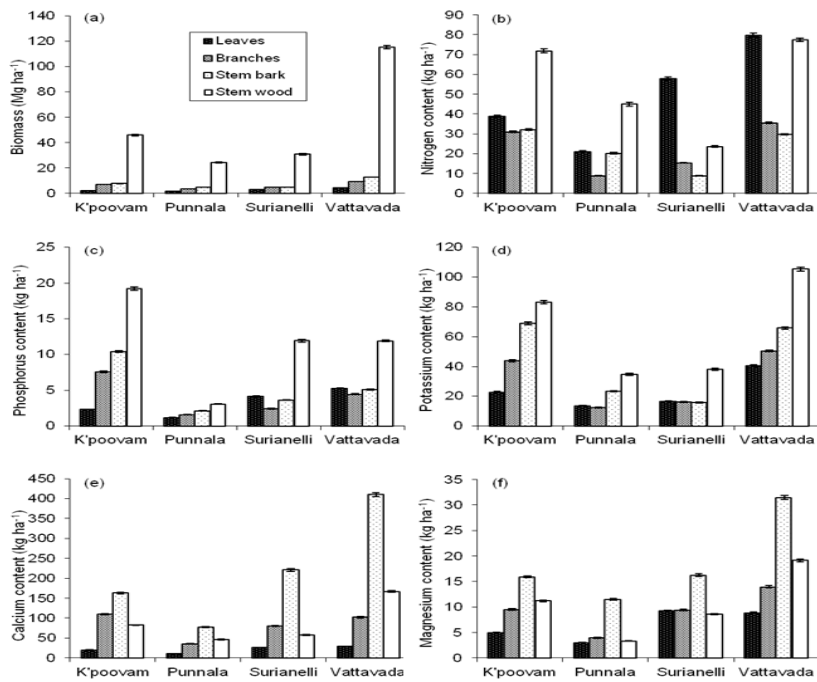 (a)
Biomass (Mg ha⁻¹)
140
120
100
80
60
40
20
0
Leaves
Branches
Stem bark
Stem wood
K'poovam Punnala Surianelli Vattavada
(b)
Nitrogen content (kg ha⁻¹)
90
80
70
60
50
40
30
20
10
0
K'poovam Punnala Surianelli Vattavada
(c)
Phosphorus content (kg ha⁻¹)
25
20
15
10
5
0
K'poovam Punnala Surianelli Vattavada
(d)
Potassium content (kg ha⁻¹)
120
100
80
60
40
20
0
K'poovam Punnala Surianelli Vattavada
(e)
Calcium content (kg ha⁻¹)
450
400
350
300
250
200
150
100
50
0
K'poovam Punnala Surianelli Vattavada
(f)
Magnesium content (kg ha⁻¹)
35
30
25
20
15
10
5
0
K'poovam Punnala Surianelli Vattavada